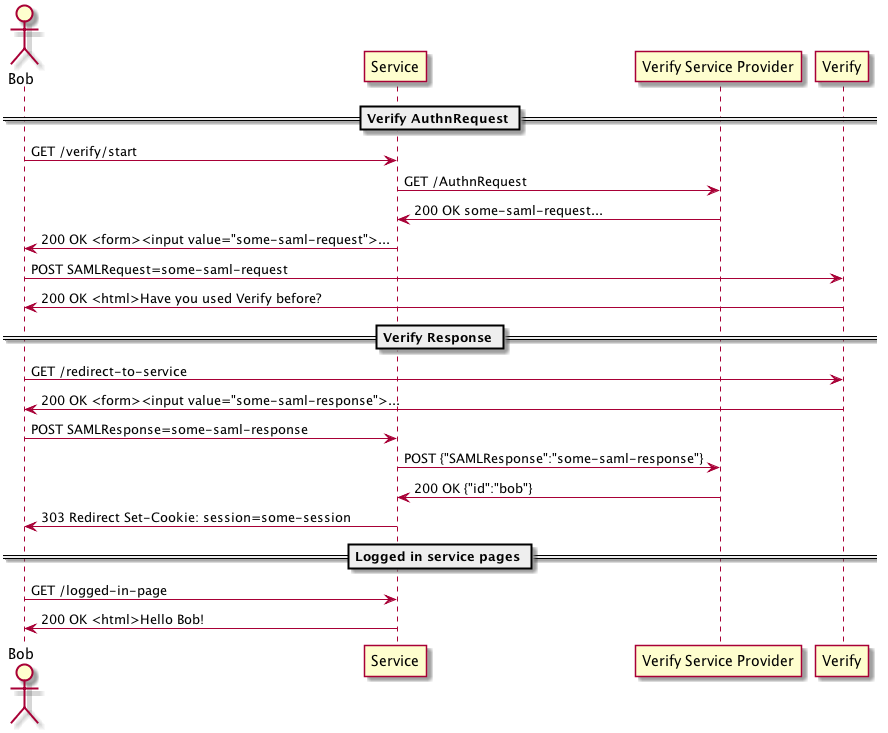 Bob
Service
Verify Service Provider
Verify
Verify AuthnRequest
GET /verify/start
GET /AuthnRequest
200 OK some-saml-request...
200 OK <form><input value="some-saml-request">...
POST SAMLRequest=some-saml-request
200 OK <html>Have you used Verify before?
Verify Response
GET /redirect-to-service
200 OK <form><input value="some-saml-response">...
POST SAMLResponse=some-saml-response
POST {"SAMLResponse":"some-saml-response"}
200 OK {"id":"bob"}
303 Redirect Set-Cookie: session=some-session
Logged in service pages
GET /logged-in-page
200 OK <html>Hello Bob!
Bob
Service
Verify Service Provider
Verify